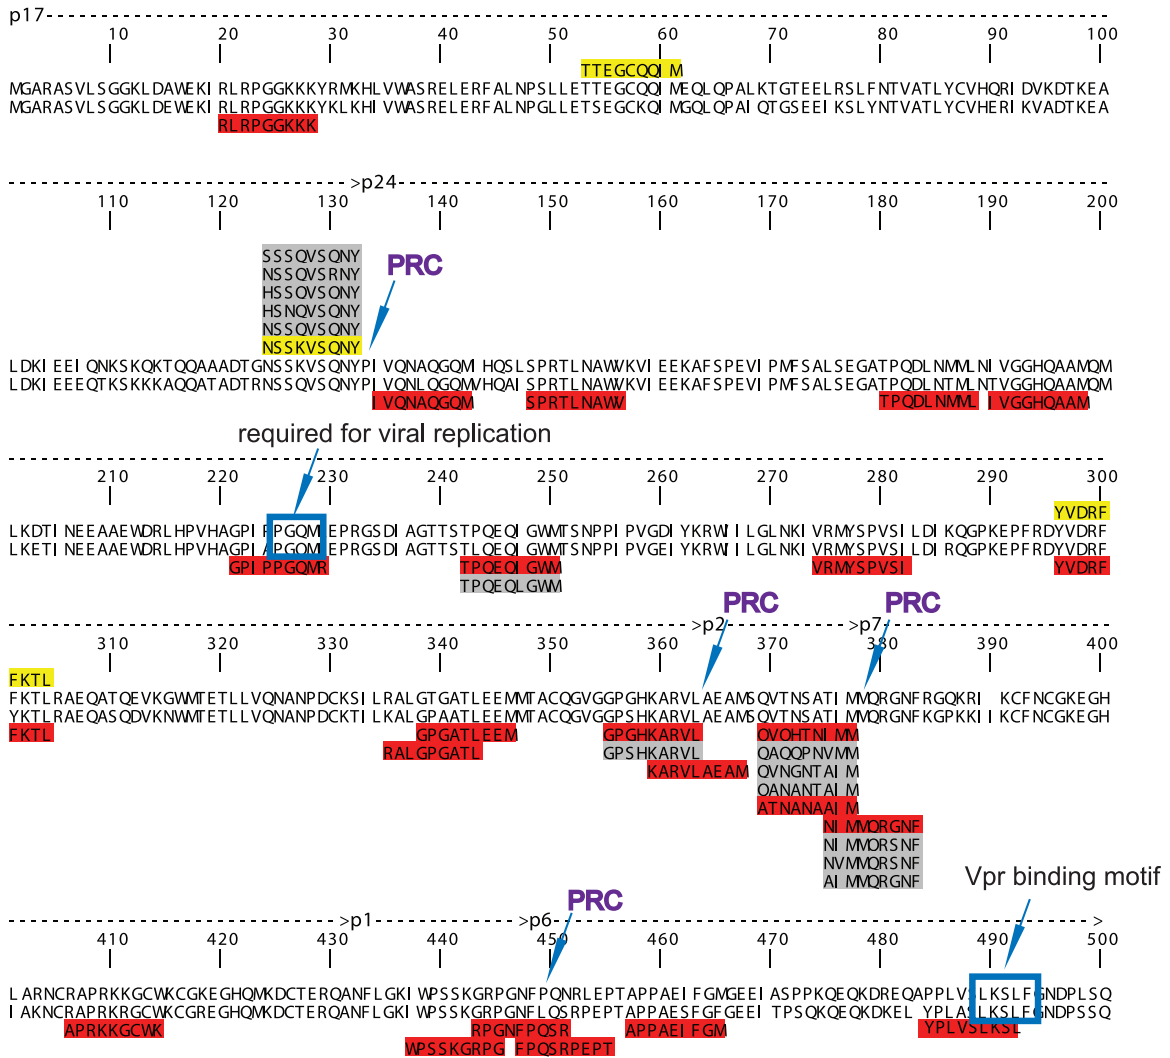 p17
10 20 30 40 50 60 70 80 90 100
TTEGCQQIM
MGARASVLSGGKLDAWEKIRLRPGGKKKYRMKHLVWASRELERFALNPSLLETTEGCQQIMEQLQPALKTGTEELRSLFNTVATLYCVHQRIDVKDTKEA
MGARASVLSGGKLDEWEKIRLRPGGKKKYKLKHIVWASRELERFALNPGLLETSEGCKQIMGQLQPAIQTGSEEIKSLYNTVATLYCVHERIKVADTKEA
RLRPGGKKK
>p24
110 120 130 140 150 160 170 180 190 200
SSSQVSQNY
NSSQVSRNY
HSSQVSQNY
HSNQVSQNY
NSSQVSQNY
NSSKVSQNY
PRC
LDKIEEIQNKSKQKTQQAAADTGNSSKVSQNYPIVQNAQGQMIHQSLSPRTLNAWVKVIEEKAFSPEVIPMFSALSEGATPQDLNMMLNIVGGHQAAMQM
LDKIEEEQTKSKKKAQQATADTRNSSQVSQNYPIVQNLQGQMVHQAISPRTLNAWVKVIEEKAFSPEVIPMFSALSEGATPQDLNTMLNTVGGHQAAMQM
IVQNAQGQM SPRTLNAWV TPQDLNMML IVGGHQAAM
required for viral replication
210 220 230 240 250 260 270 280 290 300
YVDRF
LKDTINEEAAEWDRLHPVHAGPIPPGQMREPRGSDIAGTTSTPQEQIGWMTSNPPIPVGDIYKRWIILGLNKIVRMYSPVSILDIKQGPKEPFRDYVDRF
LKETINEEAAEWDRLHPVHAGPIAPGQMREPRGSDIAGTTSTLQEQIGWMTSNPPIPVGEIYKRWIILGLNKIVRMYSPVSILDIRQGPKEPFRDYVDRF
GPIPPGQMR TPQEQIGWM VRMYSPVSI YVDRF
TPQEQLGWM
PRC PRC
>p2 >p7
310 320 330 340 350 360 370 380 390 400
FKTL
FKTLRAEQATQEVKGWMTETLLVQNANPDCKSILRALGTGATLEEMMTACQGVGGPGHKARVLAEAMSQVTNSATIMMQRGNFRGQKRIKCFNCGKEGH
YKTLRAEQASQDVKNWMTETLLVQNANPDCKTILKALGPAATLEEMMTACQGVGGPSHKARVLAEAMSQVTNSATIMMQRGNFKGPKKIIKCFNCGKEGH
FKTL GPGATLEEM GPGHKARVL QVQHTNIMM
RALGPGATL GPSHKARVL QAQQPNVMM
KARVLAEAM QVNGNTAIM
QANANTAIM
ATNANAAIM
NIMMQRGNF
NIMMQRSNF
NVMMQRSNF
AIMMQRGNF
Vpr binding motif
PRC
>p1 >p6 >
410 420 430 440 450 460 470 480 490 500
LARNCRAPRKKGCWKCGKEGHQMKDCTERQANFLGKIWPSSKGRPGNFPQNRLEPTAPPAEIFGMGEEIASPPKQEQKDREQAPPLVSLKSLFGNDPLSQ
IAKNCRAPRKRGCWKCGREGHQMKDCTERQANFLGKIWPSSKGRPGNFLQSRPEPTAPPAESFGFGEEITPSQKQEQKDKELYPLASLKSLFGNDPSSQ
APRKKGCWK RPGNFPQSR APPAEIFGM YPLVSLKSL
WPSSKGRPG FPQSRPEPT